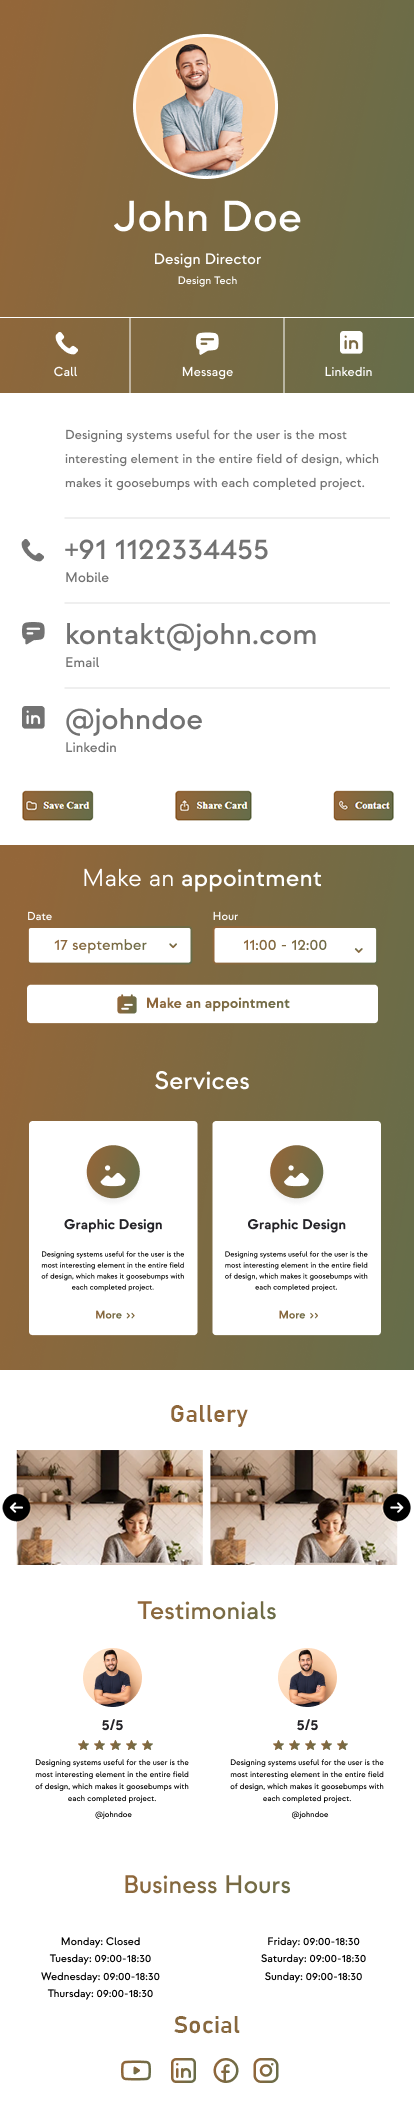 John Doe
Design Director
Design Tech
Call
Message
Linkedin
Designing systems useful for the user is the most
interesting element in the entire field of design, which
makes it goosebumps with each completed project.
+91 1122334455
Mobile
kontakt@john.com
Email
in
@johndoe
Linkedin
Save Card
Share Card
Contact
Make an appointment
Date
Hour
17 september
11:00 - 12:00
Make an appointment
Services
Graphic Design
Designing systems useful for the user is the
most interesting element in the entire field
of design, which makes it goosebumps with
each completed project.
More >>
Graphic Design
Designing systems useful for the user is the
most interesting element in the entire field
of design, which makes it goosebumps with
each completed project.
More >>
Gallery
Testimonials
5/5
Designing systems useful for the user is the
most interesting element in the entire field
of design, which makes it goosebumps with
each completed project.
@johndoe
5/5
Designing systems useful for the user is the
most interesting element in the entire field
of design, which makes it goosebumps with
each completed project.
@johndoe
Business Hours
Monday: Closed
Tuesday: 09:00-18:30
Wednesday: 09:00-18:30
Thursday: 09:00-18:30
Friday: 09:00-18:30
Saturday: 09:00-18:30
Sunday: 09:00-18:30
Social